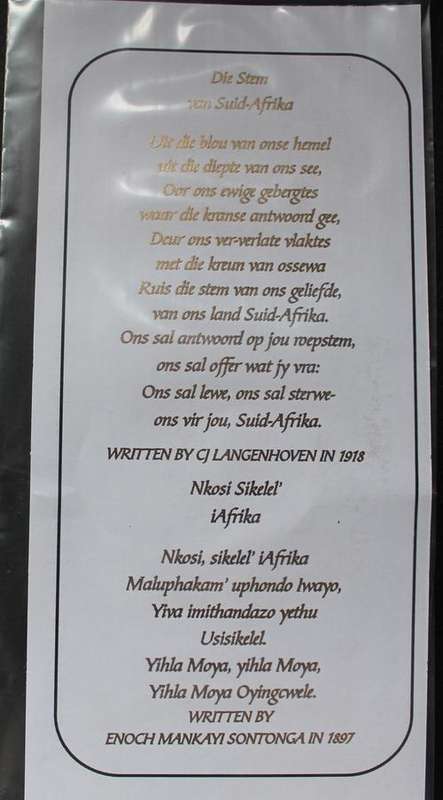 Die Stem
van Suid-Afrika
Uit die blou van onse hemel
uit die diepte van ons see,
Oor ons ewige gebergtes
waar die kranse antwoord gee,
Deur ons ver-verlate vlaktes
met die kreun van ossewa
Ruis die stem van ons geliefde,
van ons land Suid-Afrika.
Ons sal antwoord op jou roepstem,
ons sal offer wat jy vra:
Ons sal lewe, ons sal sterwe-
ons vir jou, Suid-Afrika.
WRITTEN BY CJ LANGENHOVEN IN 1918
Nkosi Sikelel'
iAfrika
Nkosi, sikelel' iAfrika
Maluphakam' uphondo lwayo,
Yiva imithandazo yethu
Usisikelel.
Yihla Moya, yihla Moya,
Yihla Moya Oyingcwele.
WRITTEN BY
ENOCH MANKAYI SONTONGA IN 1897